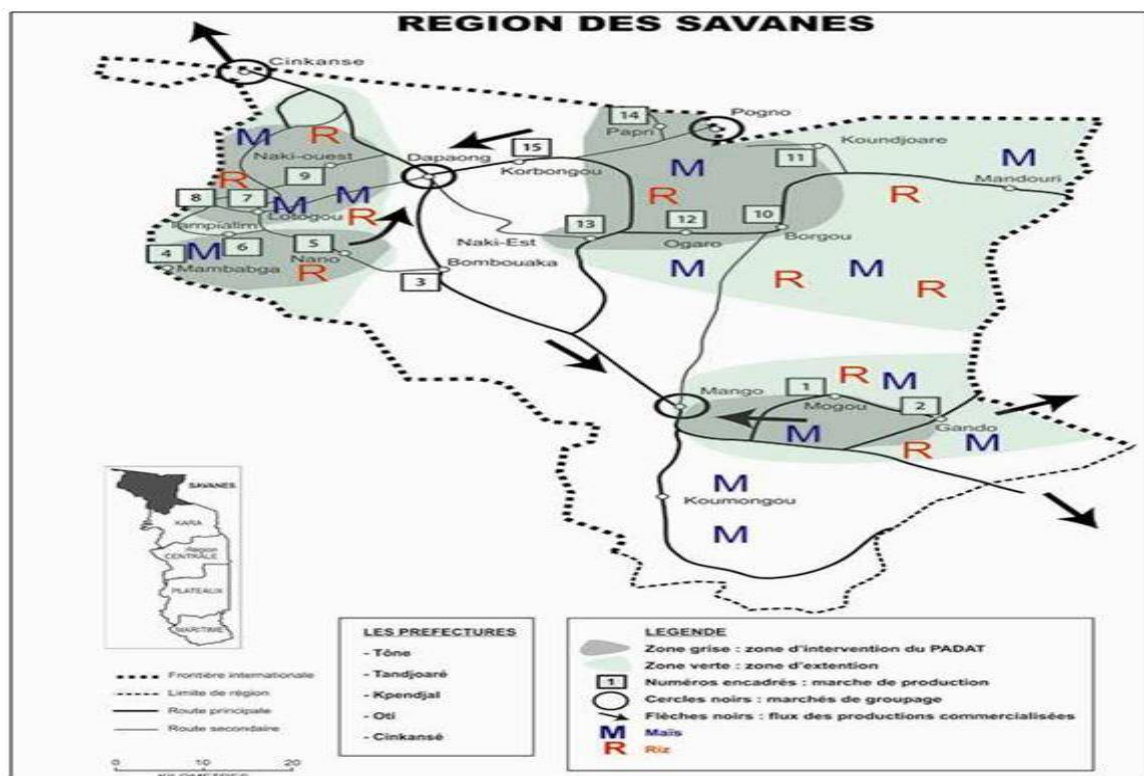 REGION DES SAVANES
Cinkanse
14
Pogno
Papri
M
R
15
11
Koundjoare
Naki-ouest
Dapaong
M
M
9
Korbongou
R
Mandouri
8
7
M
M
R
R
Lotogou
R
13
12
10
Tampialim
Naki-Est
Ogaro
Borgou
4
M
6
5
Nano
Mambabga
R
Bombouaka
M
M
3
R
R
Mango
1
R
M
Mogou
2
Gando
M
R
M
M
Koumongou
M
SAVANES
KARA
Région
CENTRALE
PLATEAUX
MARITIME
Frontière internationale
Limite de région
Route principale
Route secondaire
0 10 20
KILOMETRES
LES PREFECTURES
- Tône
- Tandjoaré
- Kpendjal
- Oti
- Cinkansé
LEGENDE
Zone grise : zone d'intervention du PADAT
Zone verte : zone d'extention
1 Numéros encadrés : marche de production
Cercles noirs : marchés de groupage
Flèches noirs : flux des productions commercialisées
M Maïs
R Riz